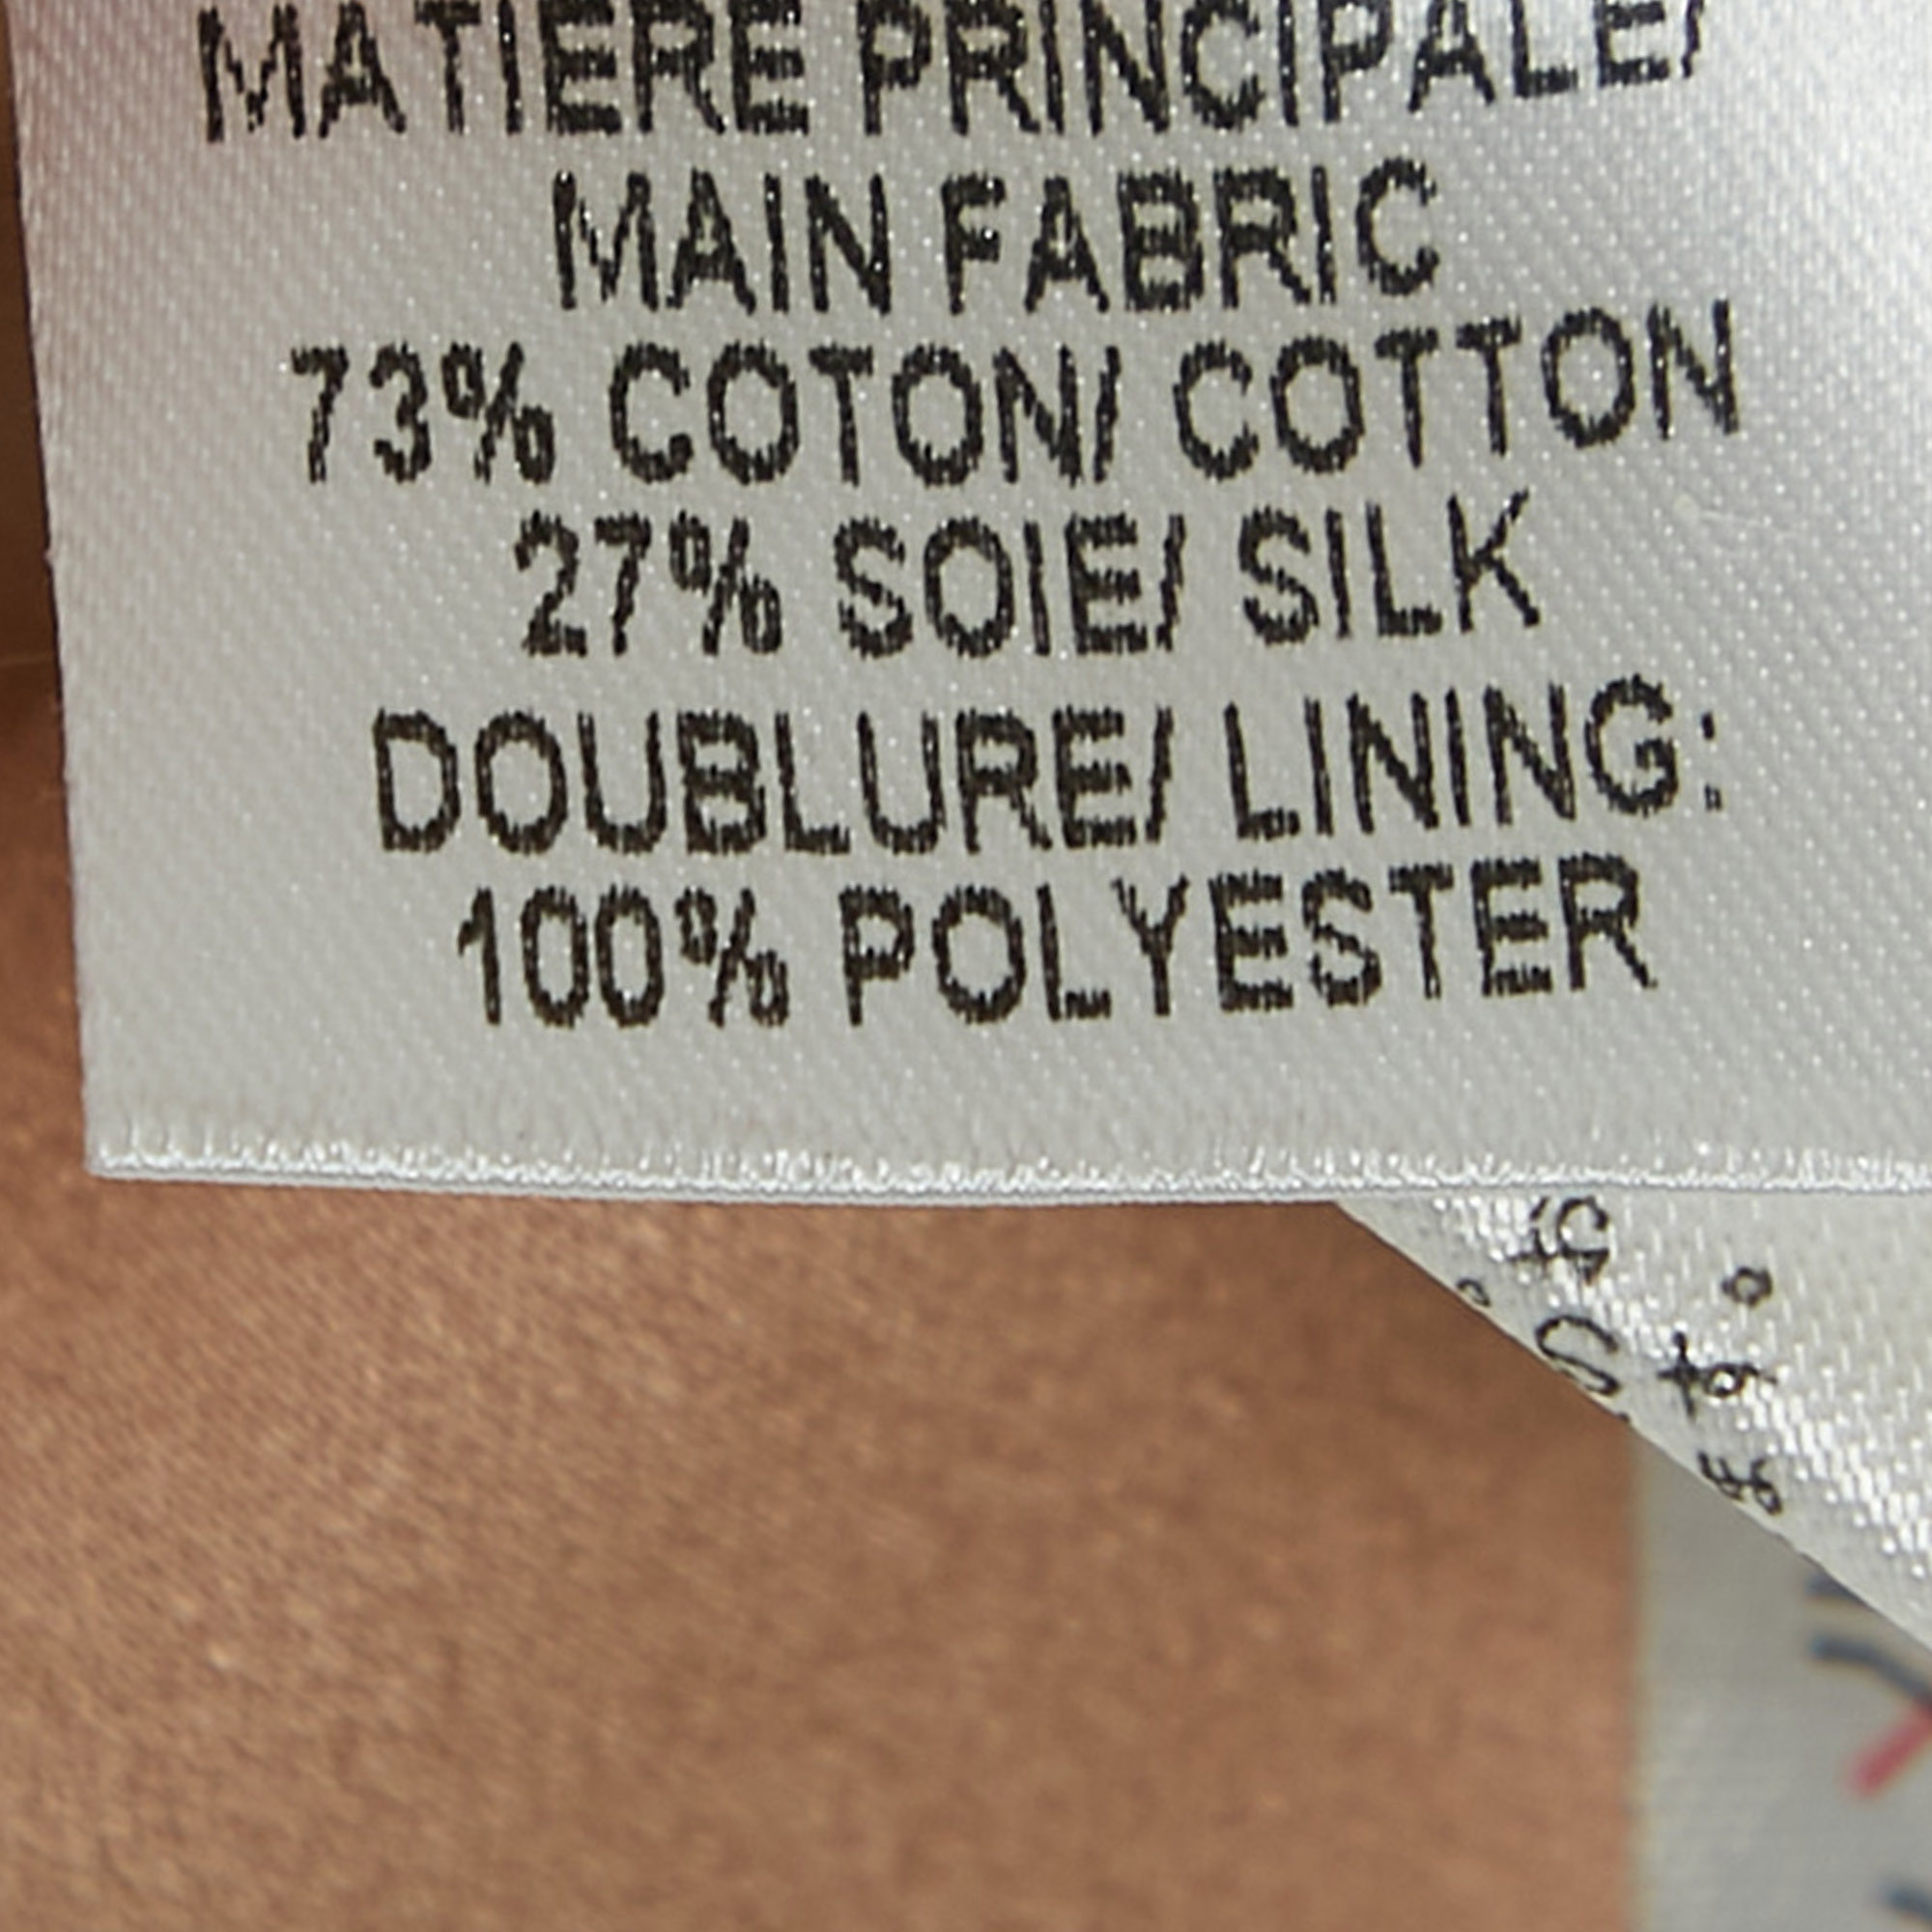 MATIERE PRINCIPALE/
MAIN FABRIC
73% COTON/ COTTON
27% SOIE/ SILK
DOUBLURE/ LINING:
100% POLYESTER